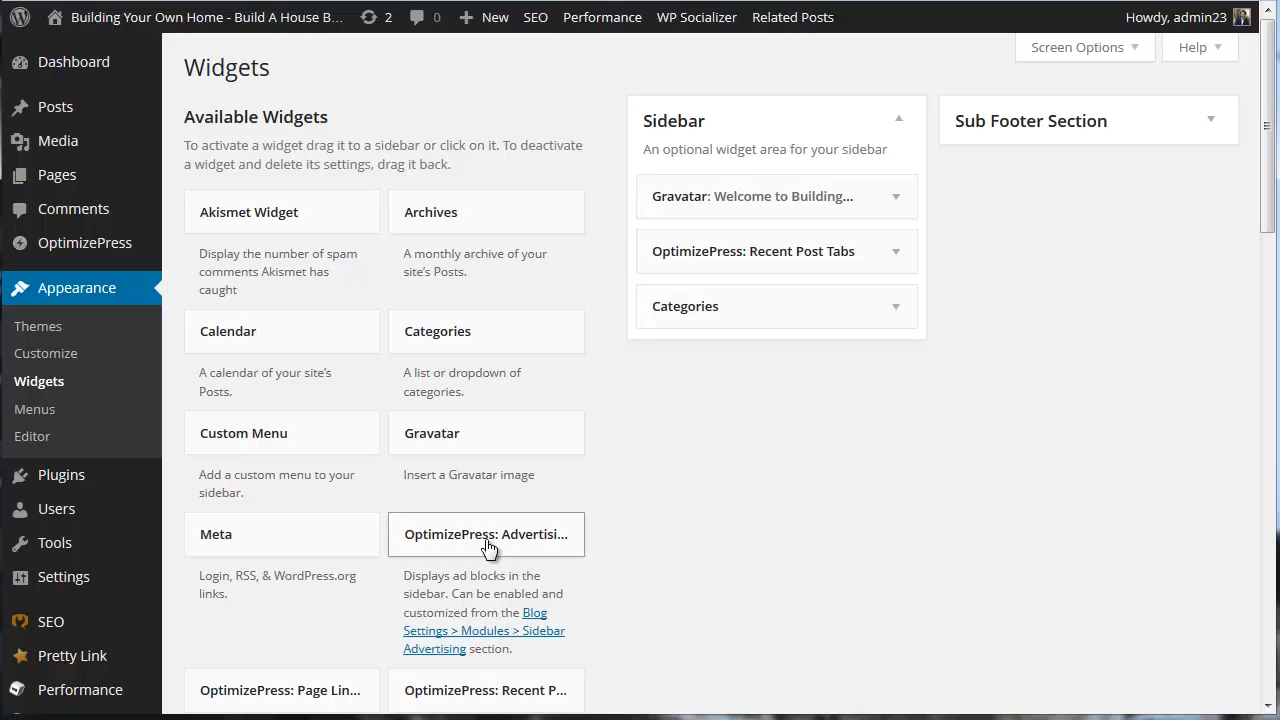 Building Your Own Home - Build A House B... 2 0 New SEO Performance WP Socializer Related Posts Howdy, admin23
Dashboard
Posts
Media
Pages
Comments
OptimizePress
Appearance
Themes
Customize
Widgets
Menus
Editor
Plugins
Users
Tools
Settings
SEO
Pretty Link
Performance
Screen Options Help
Widgets
Available Widgets
To activate a widget drag it to a sidebar or click on it. To deactivate
a widget and delete its settings, drag it back.
Akismet Widget
Display the number of spam
comments Akismet has
caught
Archives
A monthly archive of your
site's Posts.
Calendar
A calendar of your site's
Posts.
Categories
A list or dropdown of
categories.
Custom Menu
Add a custom menu to your
sidebar.
Gravatar
Insert a Gravatar image
Meta
Login, RSS, & WordPress.org
links.
OptimizePress: Advertisi...
Displays ad blocks in the
sidebar. Can be enabled and
customized from the Blog
Settings > Modules > Sidebar
Advertising section.
OptimizePress: Page Lin...
OptimizePress: Recent P...
Sidebar
An optional widget area for your sidebar
Gravatar: Welcome to Building...
OptimizePress: Recent Post Tabs
Categories
Sub Footer Section